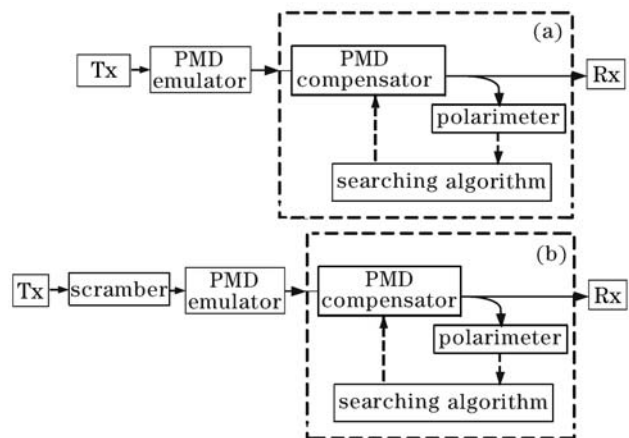 (a)
Tx
PMD
emulator
PMD
compensator
Rx
polarimeter
searching algorithm
(b)
Tx
scramber
PMD
emulator
PMD
compensator
Rx
polarimeter
searching algorithm